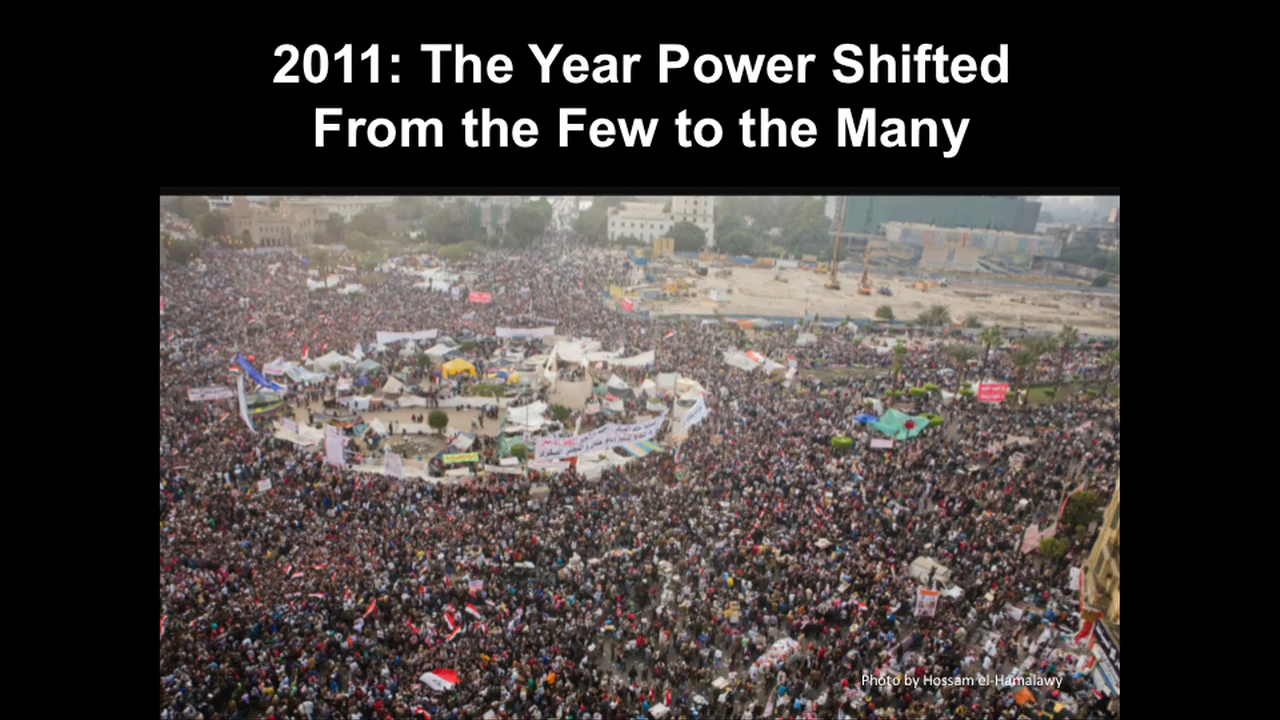 2011: The Year Power Shifted
From the Few to the Many
Photo by Hossam el-Hamalawy